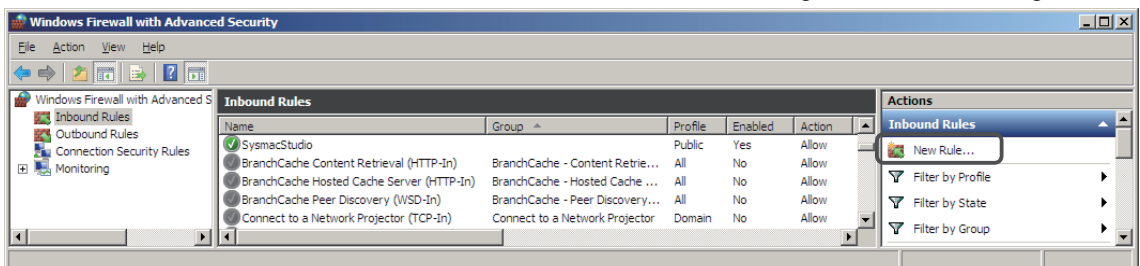 Windows Firewall with Advanced Security
File Action View Help
Windows Firewall with Advanced S
Inbound Rules
Outbound Rules
Connection Security Rules
Monitoring
Inbound Rules
Name Group Profile Enabled Action
SysmacStudio Public Yes Allow
BranchCache Content Retrieval (HTTP-In) BranchCache - Content Retrie... All No Allow
BranchCache Hosted Cache Server (HTTP-In) BranchCache - Hosted Cache ... All No Allow
BranchCache Peer Discovery (WSD-In) BranchCache - Peer Discovery... All No Allow
Connect to a Network Projector (TCP-In) Connect to a Network Projector Domain No Allow
Actions
Inbound Rules
New Rule...
Filter by Profile
Filter by State
Filter by Group